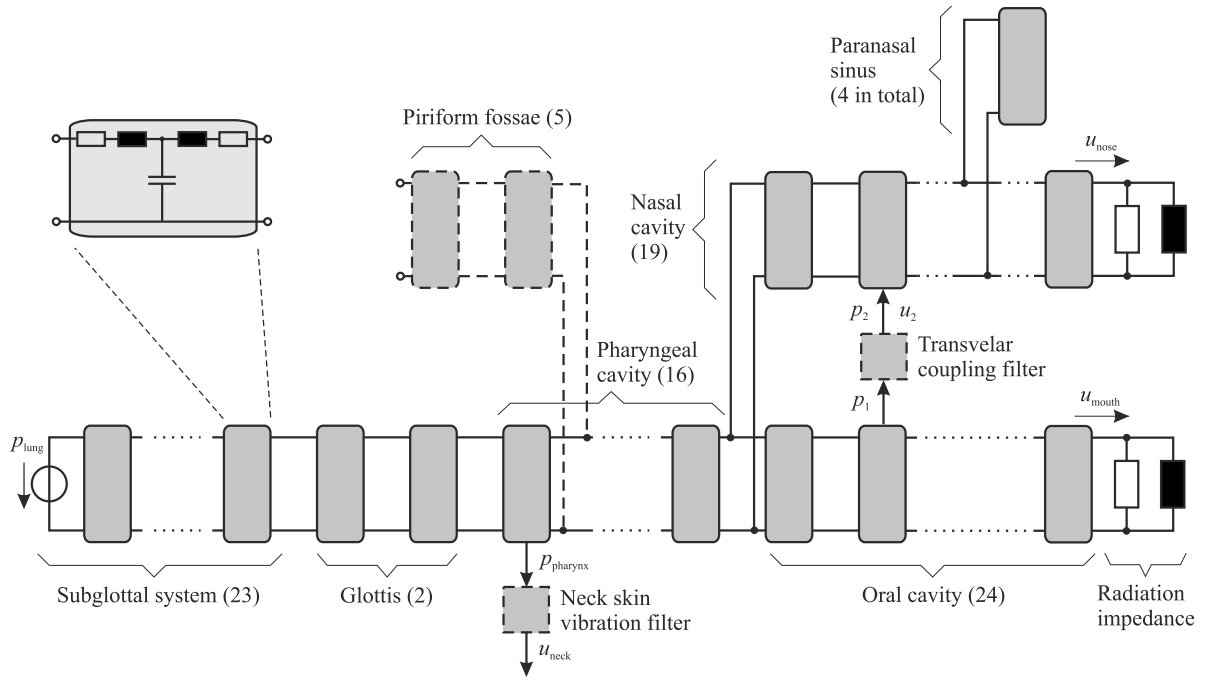 Paranasal
sinus
(4 in total)
Piriform fossae (5)
u_nose
Nasal
cavity
(19)
p_2 u_2
Transvelar
coupling filter
Pharyngeal
cavity (16)
p_1
u_mouth
p_lung
p_pharynx
Subglottal system (23)
Glottis (2)
Neck skin
vibration filter
Oral cavity (24)
Radiation
impedance
u_neck